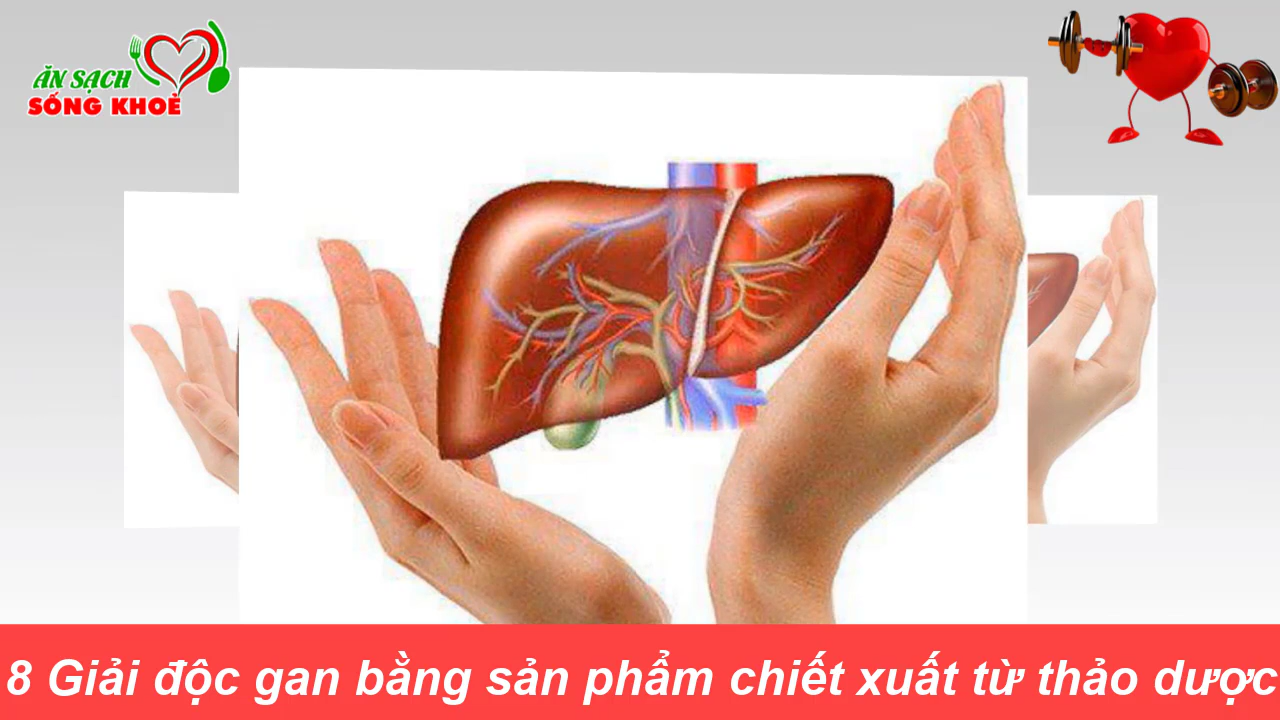 ĂN SẠCH
SỐNG KHOẺ
8 Giải độc gan bằng sản phẩm chiết xuất từ thảo dược